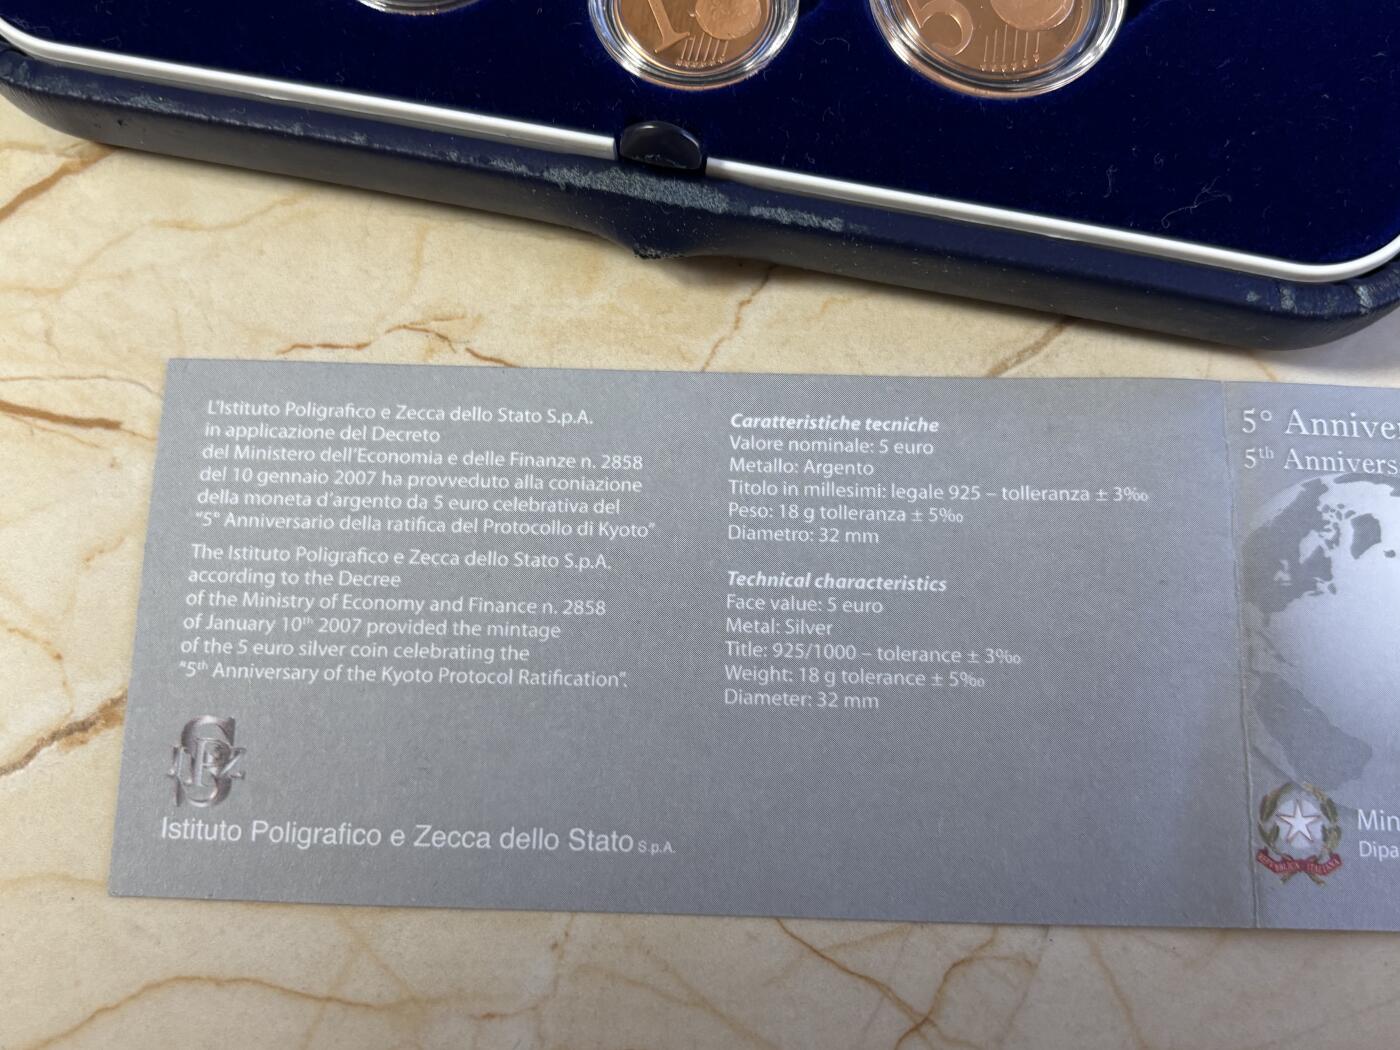 1
5
L'Istituto Poligrafico e Zecca dello Stato S.p.A.
in applicazione del Decreto
del Ministero dell'Economia e delle Finanze n. 2858
del 10 gennaio 2007 ha provveduto alla coniazione
della moneta d'argento da 5 euro celebrativa del
"5° Anniversario della ratifica del Protocollo di Kyoto"
The Istituto Poligrafico e Zecca dello Stato S.p.A.
according to the Decree
of the Ministry of Economy and Finance n. 2858
of January 10th 2007 provided the mintage
of the 5 euro silver coin celebrating the
"5th Anniversary of the Kyoto Protocol Ratification".
Istituto Poligrafico e Zecca dello Stato S.p.A.
Caratteristiche tecniche
Valore nominale: 5 euro
Metallo: Argento
Titolo in millesimi: legale 925 – tolleranza ± 3‰
Peso: 18 g tolleranza ± 5‰
Diametro: 32 mm
Technical characteristics
Face value: 5 euro
Metal: Silver
Title: 925/1000 – tolerance ± 3‰
Weight: 18 g tolerance ± 5‰
Diameter: 32 mm
5° Anniver
5th Annivers
REPVBBLICA ITALIANA
Min
Dipa